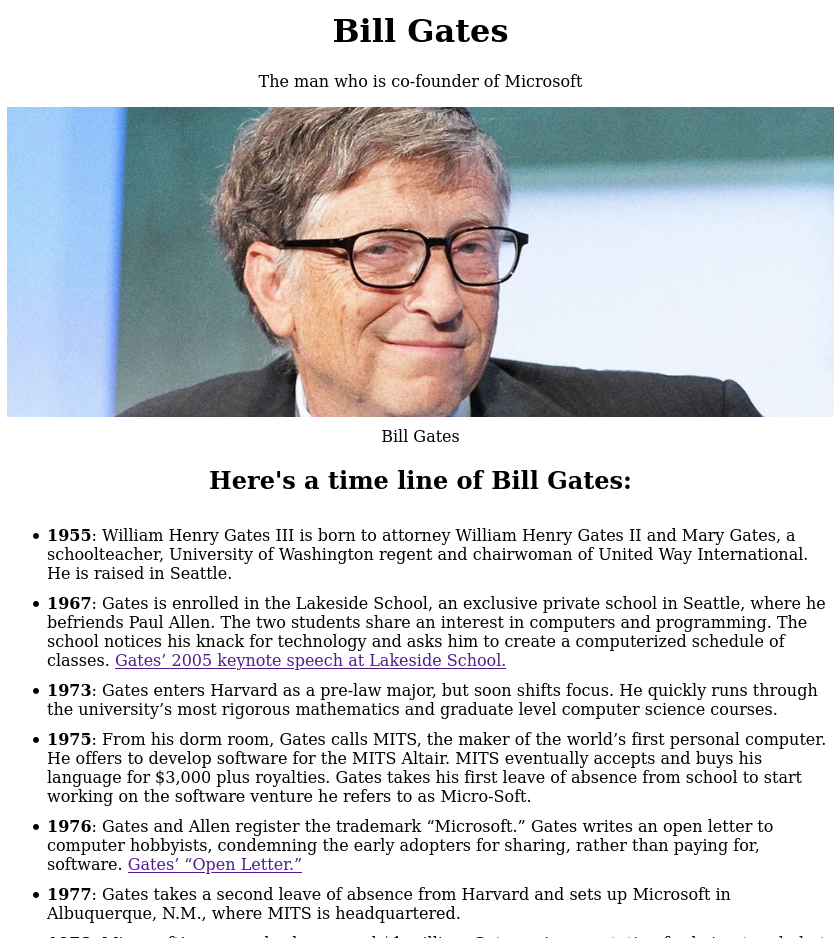 Bill Gates
The man who is co-founder of Microsoft
Bill Gates
Here's a time line of Bill Gates:
• 1955: William Henry Gates III is born to attorney William Henry Gates II and Mary Gates, a
schoolteacher, University of Washington regent and chairwoman of United Way International.
He is raised in Seattle.
• 1967: Gates is enrolled in the Lakeside School, an exclusive private school in Seattle, where he
befriends Paul Allen. The two students share an interest in computers and programming. The
school notices his knack for technology and asks him to create a computerized schedule of
classes. Gates’ 2005 keynote speech at Lakeside School.
• 1973: Gates enters Harvard as a pre-law major, but soon shifts focus. He quickly runs through
the university’s most rigorous mathematics and graduate level computer science courses.
• 1975: From his dorm room, Gates calls MITS, the maker of the world’s first personal computer.
He offers to develop software for the MITS Altair. MITS eventually accepts and buys his
language for $3,000 plus royalties. Gates takes his first leave of absence from school to start
working on the software venture he refers to as Micro-Soft.
• 1976: Gates and Allen register the trademark “Microsoft.” Gates writes an open letter to
computer hobbyists, condemning the early adopters for sharing, rather than paying for,
software. Gates’ “Open Letter.”
• 1977: Gates takes a second leave of absence from Harvard and sets up Microsoft in
Albuquerque, N.M., where MITS is headquartered.